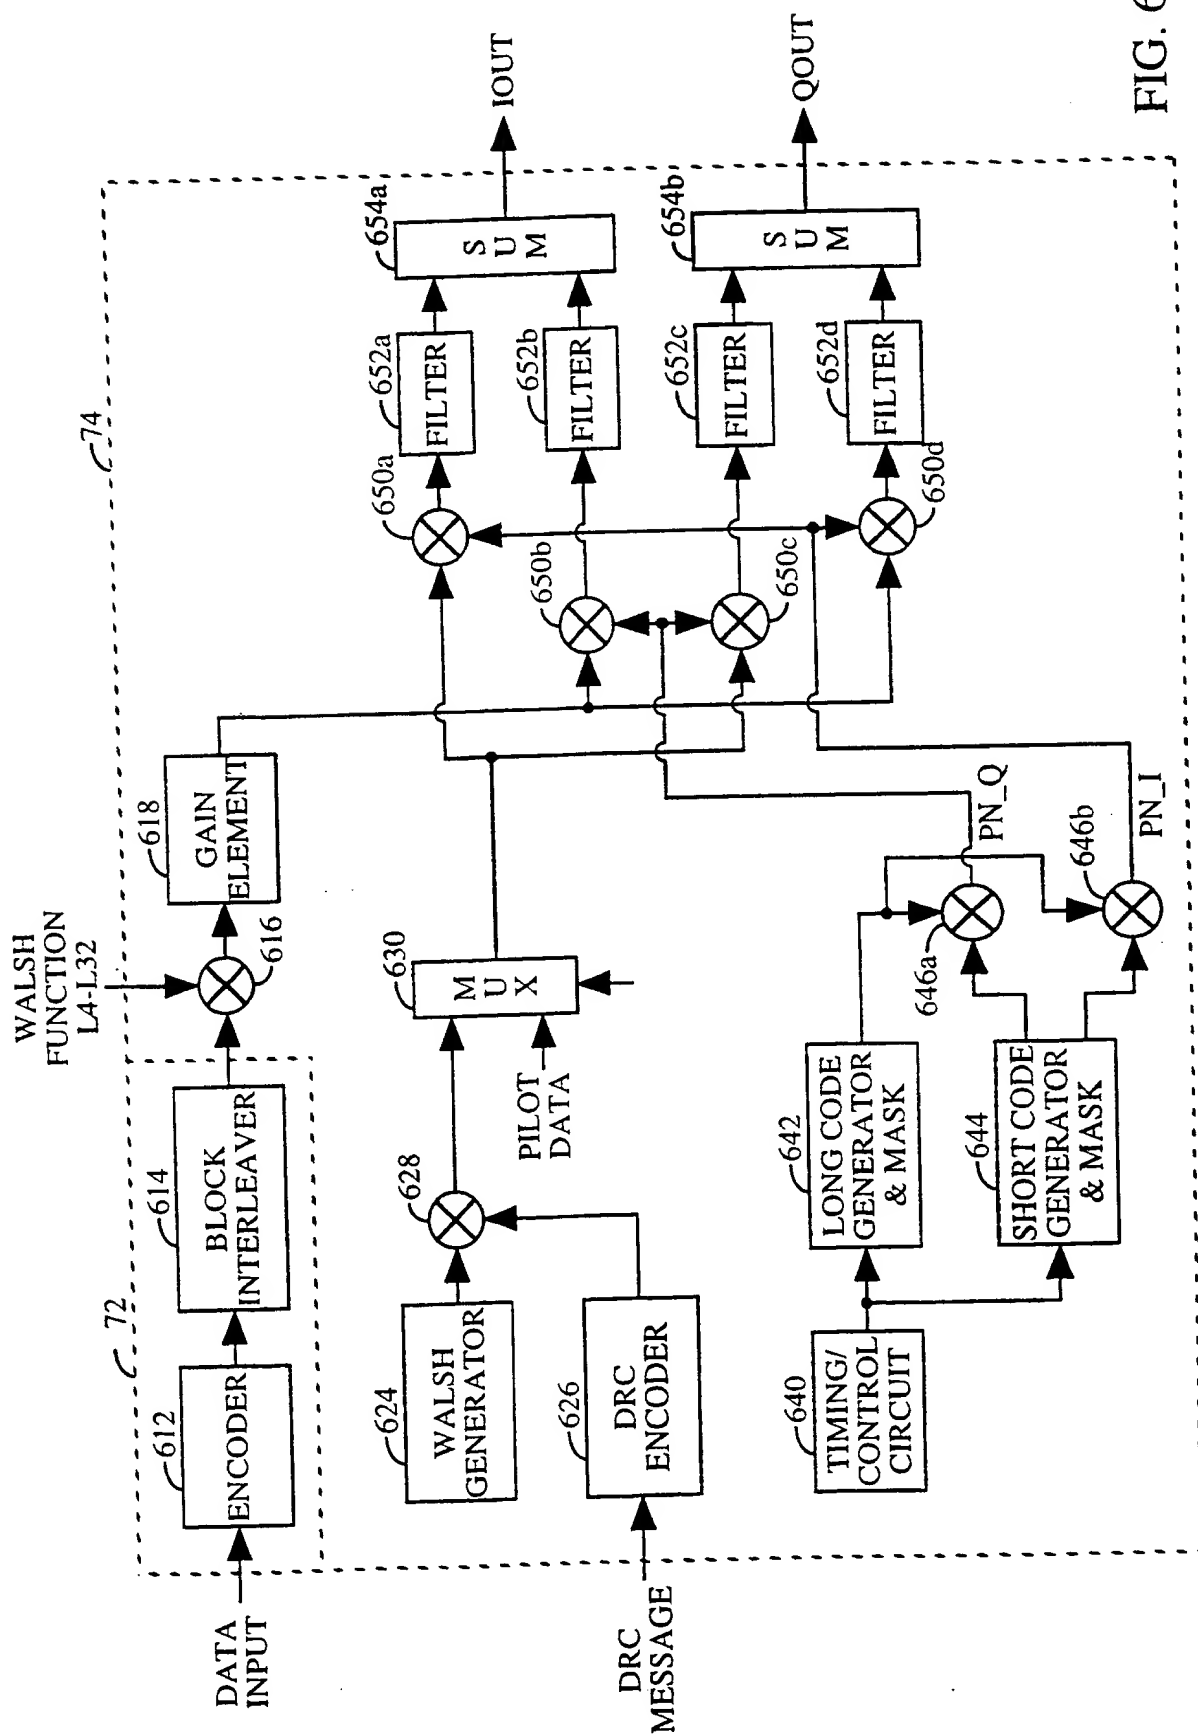 72
74
DATA
INPUT
612
ENCODER
614
BLOCK
INTERLEAVER
WALSH
FUNCTION
L4-L32
616
618
GAIN
ELEMENT
624
WALSH
GENERATOR
628
DRC
MESSAGE
626
DRC
ENCODER
PILOT
DATA
630
MUX
640
TIMING/
CONTROL
CIRCUIT
642
LONG CODE
GENERATOR
& MASK
644
SHORT CODE
GENERATOR
& MASK
646a
PN_Q
646b
PN_I
650a
650b
650c
650d
652a
FILTER
652b
FILTER
652c
FILTER
652d
FILTER
654a
SUM
IOUT
654b
SUM
QOUT
FIG. 6